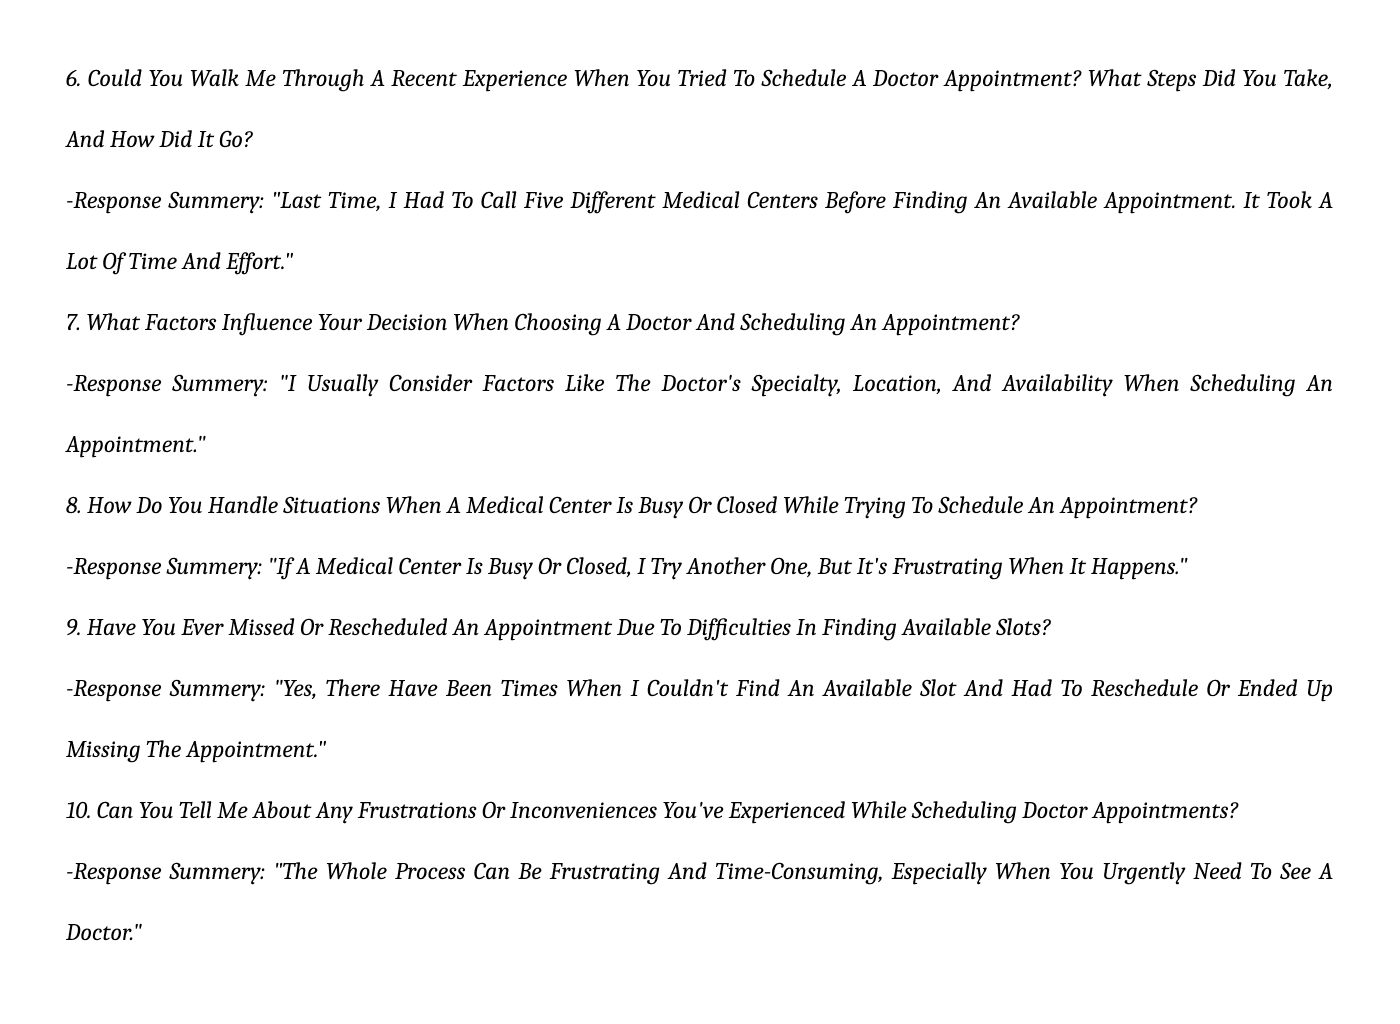 6. Could You Walk Me Through A Recent Experience When You Tried To Schedule A Doctor Appointment? What Steps Did You Take,
And How Did It Go?
-Response Summery: "Last Time, I Had To Call Five Different Medical Centers Before Finding An Available Appointment. It Took A
Lot Of Time And Effort."
7. What Factors Influence Your Decision When Choosing A Doctor And Scheduling An Appointment?
-Response Summery: "I Usually Consider Factors Like The Doctor's Specialty, Location, And Availability When Scheduling An
Appointment."
8. How Do You Handle Situations When A Medical Center Is Busy Or Closed While Trying To Schedule An Appointment?
-Response Summery: "If A Medical Center Is Busy Or Closed, I Try Another One, But It's Frustrating When It Happens."
9. Have You Ever Missed Or Rescheduled An Appointment Due To Difficulties In Finding Available Slots?
-Response Summery: "Yes, There Have Been Times When I Couldn't Find An Available Slot And Had To Reschedule Or Ended Up
Missing The Appointment."
10. Can You Tell Me About Any Frustrations Or Inconveniences You've Experienced While Scheduling Doctor Appointments?
-Response Summery: "The Whole Process Can Be Frustrating And Time-Consuming, Especially When You Urgently Need To See A
Doctor."